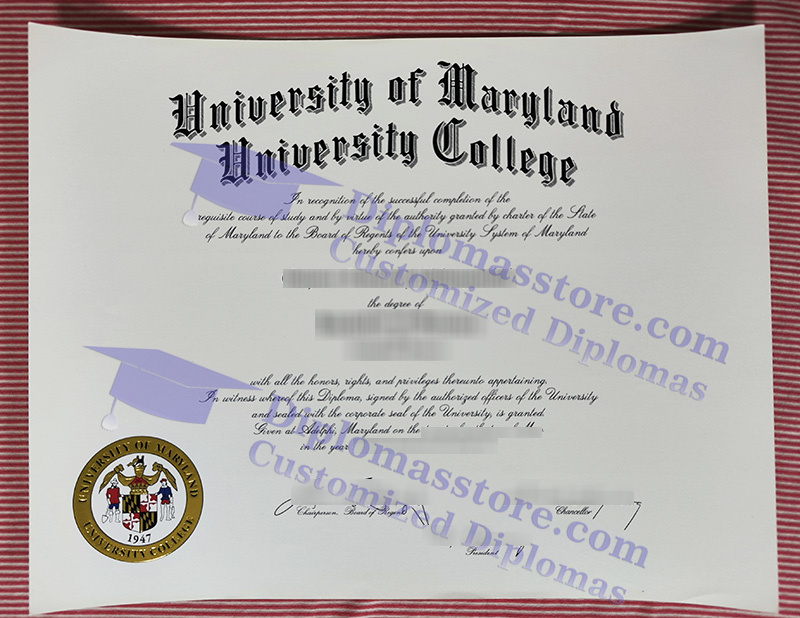 University of Maryland
University College
In recognition of the successful completion of the
requisite course of study and by virtue of the authority granted by charter of the State
of Maryland to the Board of Regents of the University System of Maryland
hereby confers upon
the degree of
with all the honors, rights, and privileges thereunto appertaining.
In witness whereof this Diploma, signed by the authorized officers of the University
and sealed with the corporate seal of the University, is granted.
Given at Adelphi, Maryland on the
in the year
Chairperson, Board of Regents
Chancellor
President
UNIVERSITY OF MARYLAND
UNIVERSITY COLLEGE
1947
Diplomasstore.com
Customized Diplomas
Diplomasstore.com
Customized Diplomas